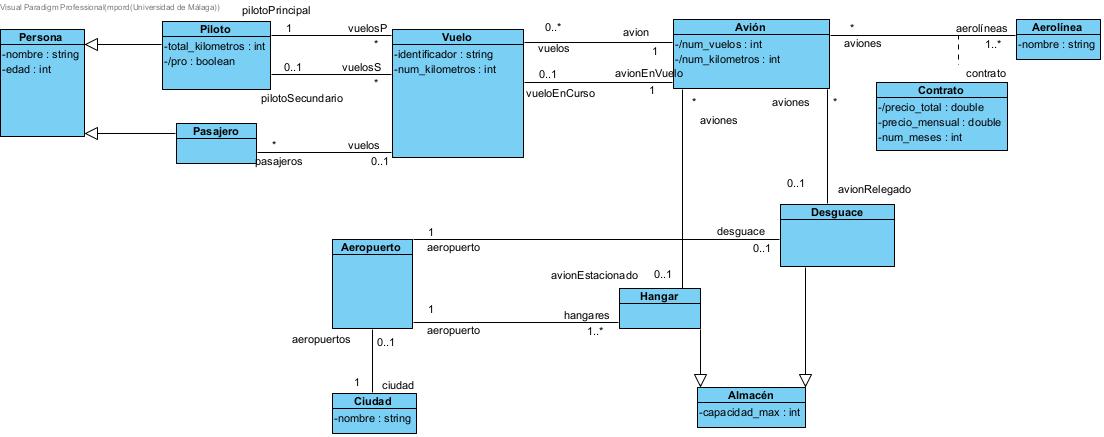 Visual Paradigm Professional(mpord(Universidad de Málaga))
pilotoPrincipal
Persona
-nombre : string
-edad : int
Piloto
-total_kilometros : int
-/pro : boolean
1
vuelosP
*
0..1
vuelosS
*
pilotoSecundario
Pasajero
*
vuelos
pasajeros
0..1
Vuelo
-identificador : string
-num_kilometros : int
0..*
avion
vuelos
1
0..1
avionEnVuelo
vueloEnCurso
1
Avión
-/num_vuelos : int
-/num_kilometros : int
*
aerolíneas
aviones
1..*
Aerolínea
-nombre : string
contrato
Contrato
-/precio_total : double
-precio_mensual : double
-num_meses : int
*
aviones
aviones
*
0..1
avionRelegado
Desguace
1
desguace
aeropuerto
0..1
Aeropuerto
avionEstacionado
0..1
Hangar
1
hangares
aeropuerto
1..*
aeropuertos
0..1
1
ciudad
Ciudad
-nombre : string
Almacén
-capacidad_max : int